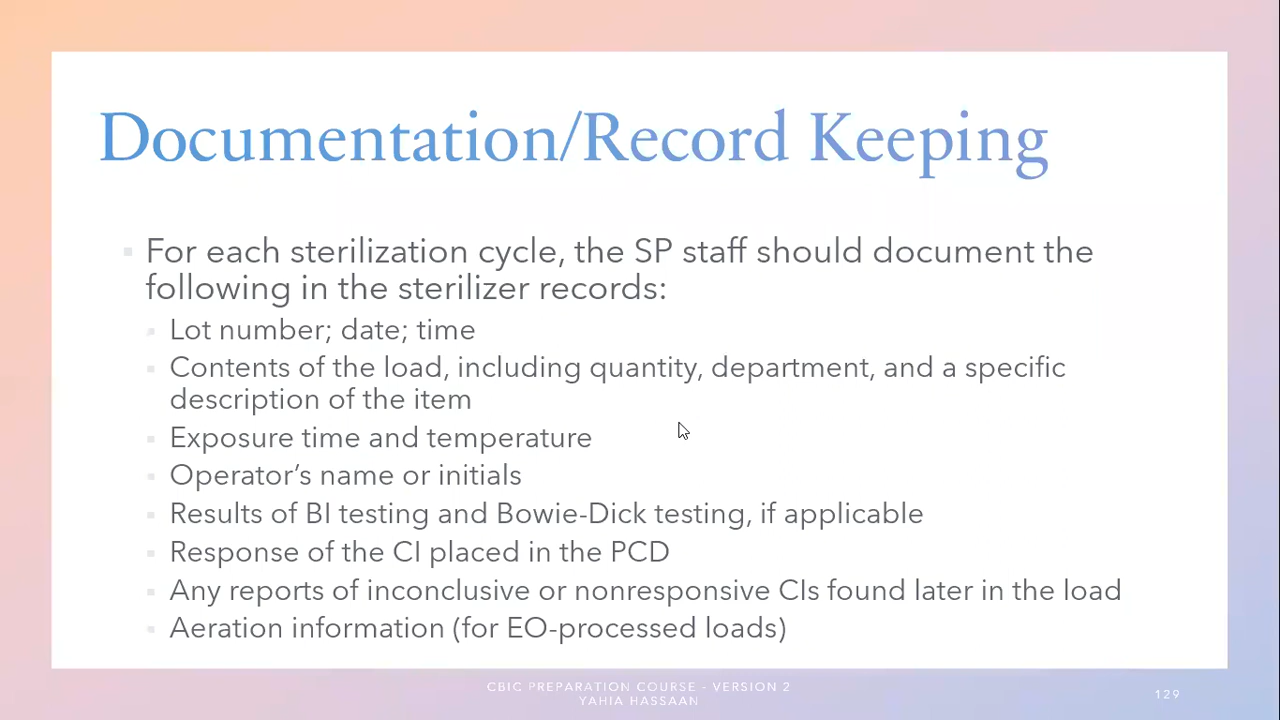 Documentation/Record Keeping
For each sterilization cycle, the SP staff should document the
following in the sterilizer records:
Lot number; date; time
Contents of the load, including quantity, department, and a specific
description of the item
Exposure time and temperature
Operator’s name or initials
Results of BI testing and Bowie-Dick testing, if applicable
Response of the CI placed in the PCD
Any reports of inconclusive or nonresponsive CIs found later in the load
Aeration information (for EO-processed loads)
CBIC PREPARATION COURSE - VERSION 2
YAHIA HASSAAN
129